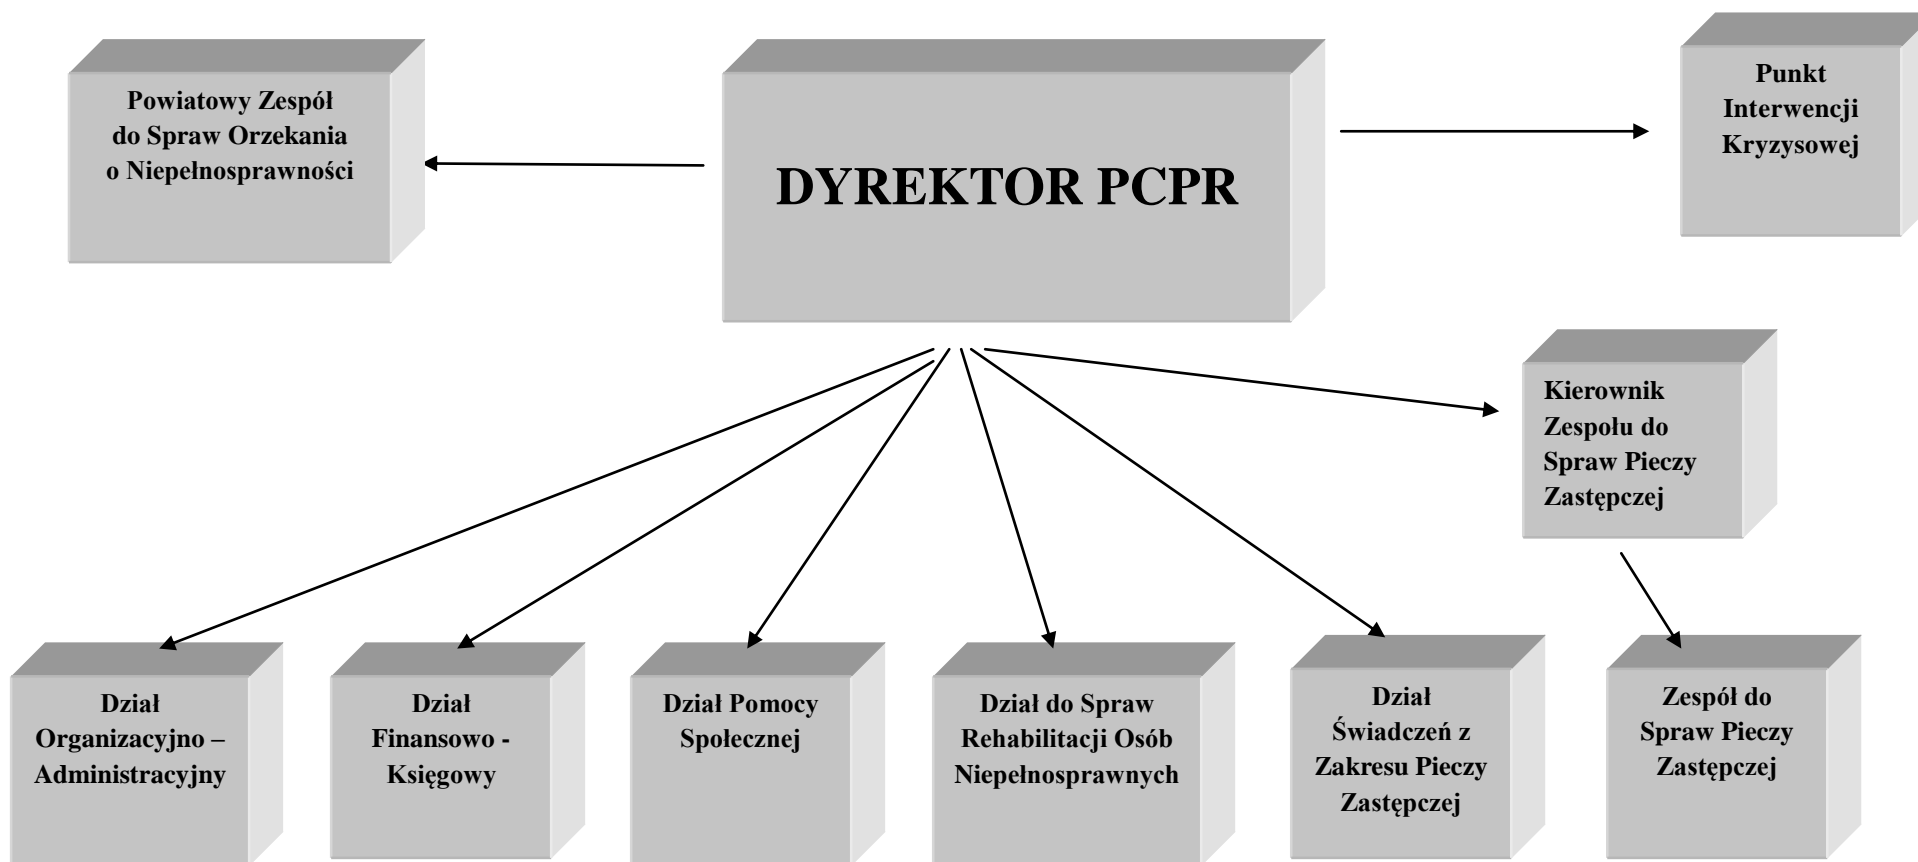 Powiatowy Zespół
do Spraw Orzekania
o Niepełnosprawności
DYREKTOR PCPR
Punkt
Interwencji
Kryzysowej
Kierownik
Zespołu do
Spraw Pieczy
Zastępczej
Dział
Organizacyjno –
Administracyjny
Dział
Finansowo -
Księgowy
Dział Pomocy
Społecznej
Dział do Spraw
Rehabilitacji Osób
Niepełnosprawnych
Dział
Świadczeń z
Zakresu Pieczy
Zastępczej
Zespół do
Spraw Pieczy
Zastępczej